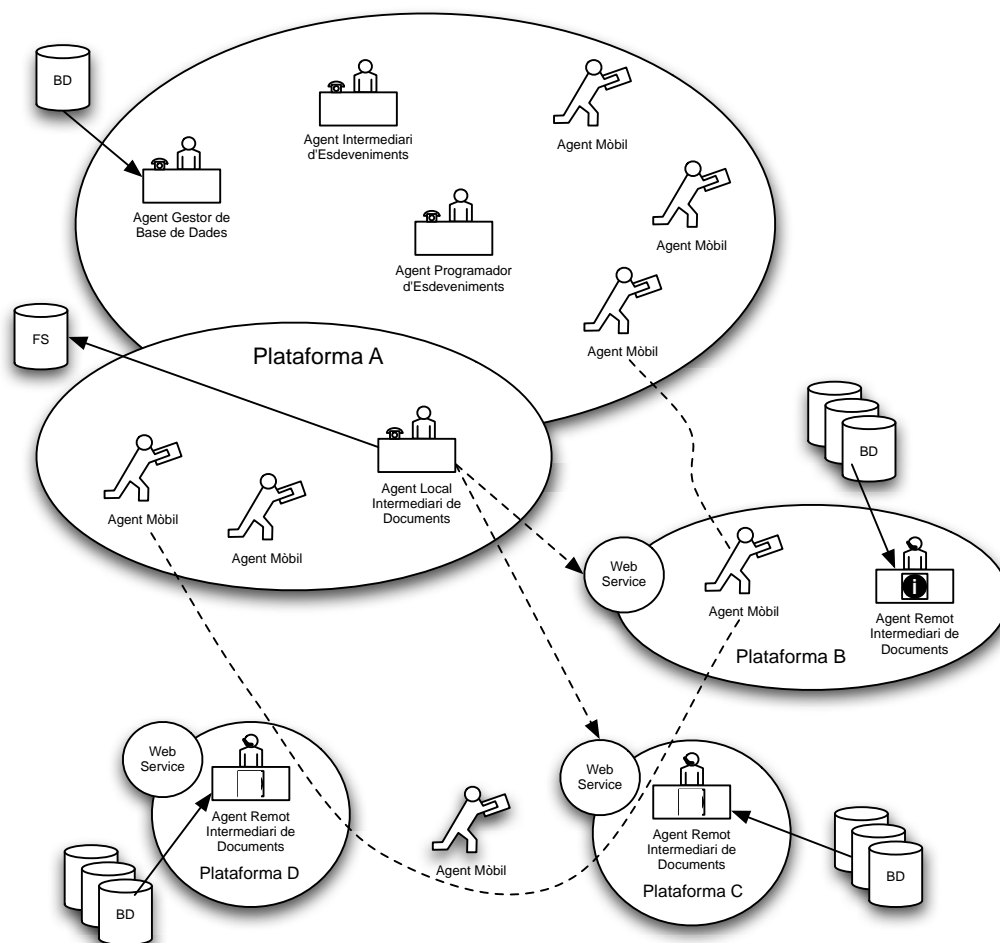 BD
Agent Intermediari
d'Esdeveniments
Agent Mòbil
Agent Gestor de
Base de Dades
Agent Mòbil
Agent Programador
d'Esdeveniments
Agent Mòbil
FS
Plataforma A
BD
Agent Local
Intermediari de
Documents
Agent Mòbil
Agent Mòbil
Web
Service
Agent Mòbil
Agent Remot
Intermediari de
Documents
Plataforma B
Web
Service
Agent Remot
Intermediari de
Documents
Plataforma D
BD
Agent Mòbil
Web
Service
Agent Remot
Intermediari de
Documents
Plataforma C
BD